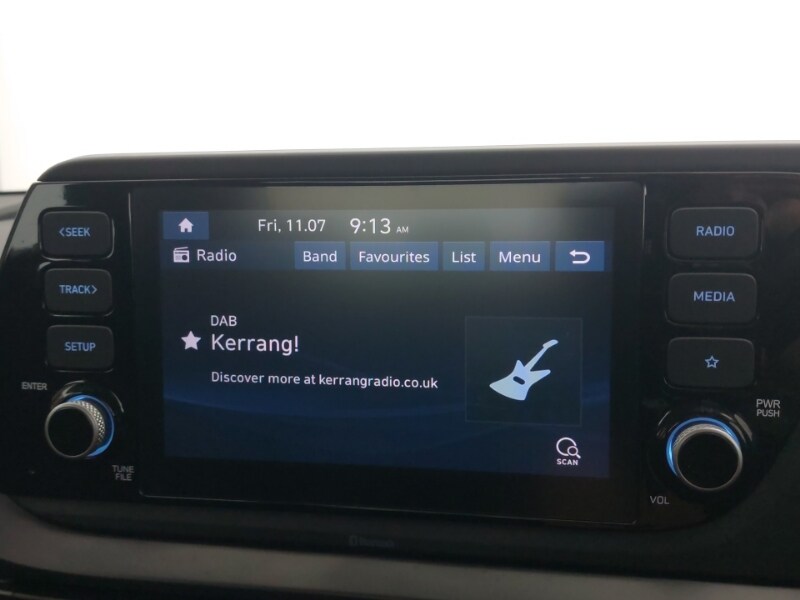 Fri, 11.07 9:13 AM
Radio Band Favourites List Menu
DAB
Kerrang!
Discover more at kerrangradio.co.uk
SCAN
<SEEK
TRACK>
SETUP
ENTER
TUNE
FILE
RADIO
MEDIA
PWR
PUSH
VOL